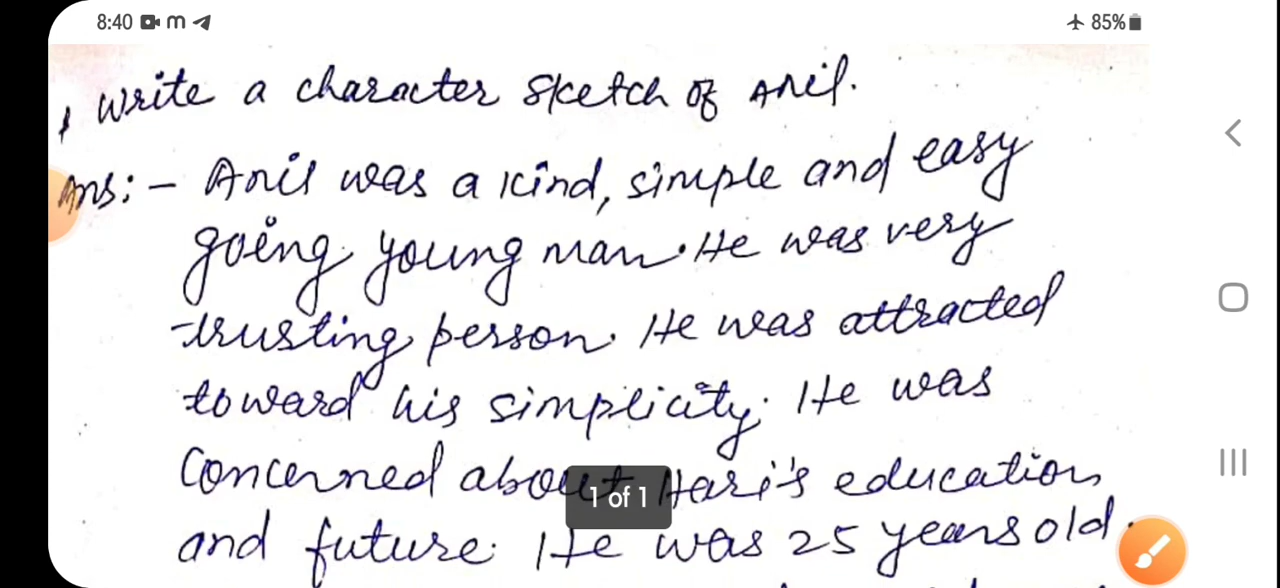 8:40 85%
, Write a character sketch of Anil.
Ans:- Anil was a kind, simple and easy
going young man. He was very
trusting person. He was attracted
toward his simplicity. He was
concerned about Hari's education
1 of 1
and future. He was 25 years old.